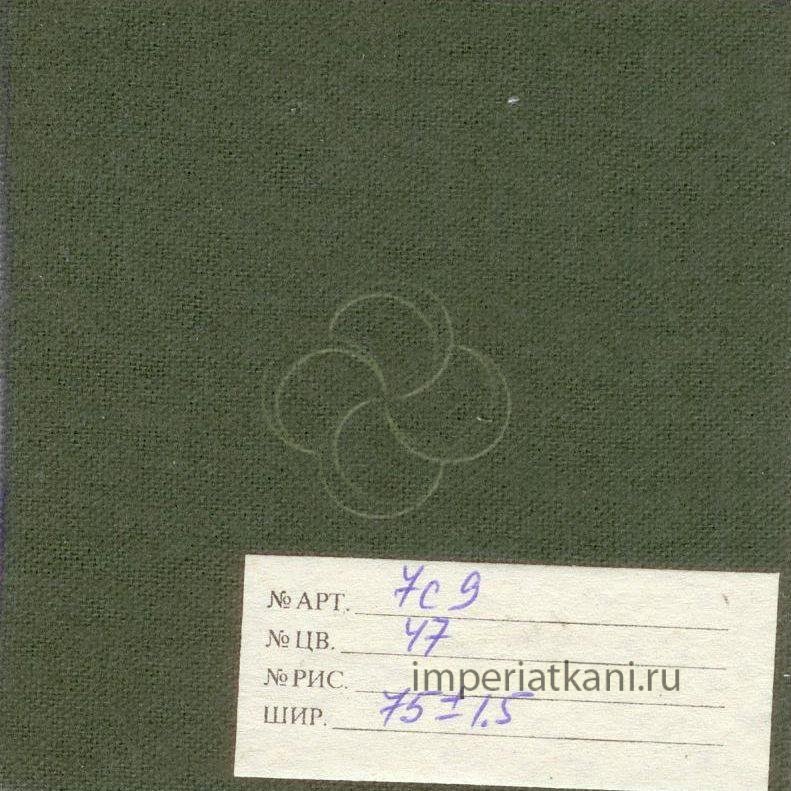 № АРТ. 7с9
№ ЦВ. 47
№ РИС.
imperiatkani.ru
ШИР. 75 ± 1.5